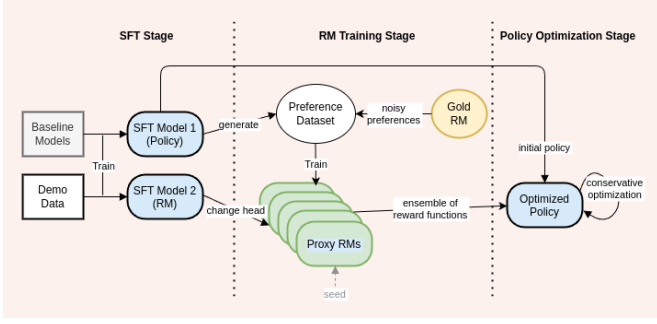 SFT Stage
RM Training Stage
Policy Optimization Stage
Baseline
Models
SFT Model 1
(Policy)
generate
Preference
Dataset
noisy
preferences
Gold
RM
initial policy
Train
Train
Demo
Data
SFT Model 2
(RM)
change head
Proxy RMs
ensemble of
reward functions
Optimized
Policy
conservative
optimization
seed